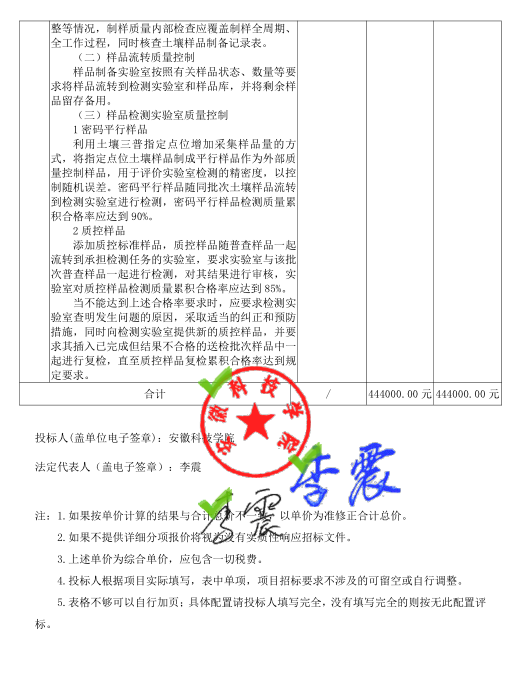 整等情况，制样质量内部检查应覆盖制样全周期、
全工作过程，同时核查土壤样品制备记录表。
（二）样品流转质量控制
样品制备实验室按照有关样品状态、数量等要
求将样品流转到检测实验室和样品库，并将剩余样
品留存备用。
（三）样品检测实验室质量控制
1 密码平行样品
利用土壤三普指定点位增加采集样品量的方
式，将指定点位土壤样品制成平行样品作为外部质
量控制样品，用于评价实验室检测的精密度，以控
制随机误差。密码平行样品随同批次土壤样品流转
到检测实验室进行检测，密码平行样品检测质量累
积合格率应达到 90%。
2 质控样品
添加质控标准样品，质控样品随普查样品一起
流转到承担检测任务的实验室，要求实验室与该批
次普查样品一起进行检测，对其结果进行审核，实
验室对质控样品检测质量累积合格率应达到 85%。
当不能达到上述合格率要求时，应要求检测实
验室查明发生问题的原因，采取适当的纠正和预防
措施，同时向检测实验室提供新的质控样品，并要
求其插入已完成但结果不合格的送检批次样品中一
起进行复检，直至质控样品复检累积合格率达到规
定要求。
合计 / 444000.00 元 444000.00 元
安徽科技学院
投标人(盖单位电子签章)：安徽科技学院
法定代表人（盖电子签章）：李震
李震
李震
注：1.如果按单价计算的结果与合计总价不一致，以单价为准修正合计总价。
2.如果不提供详细分项报价将视为没有实质性响应招标文件。
3.上述单价为综合单价，应包含一切税费。
4.投标人根据项目实际填写，表中单项，项目招标要求不涉及的可留空或自行调整。
5.表格不够可以自行加页；具体配置请投标人填写完全，没有填写完全的则按无此配置评
标。